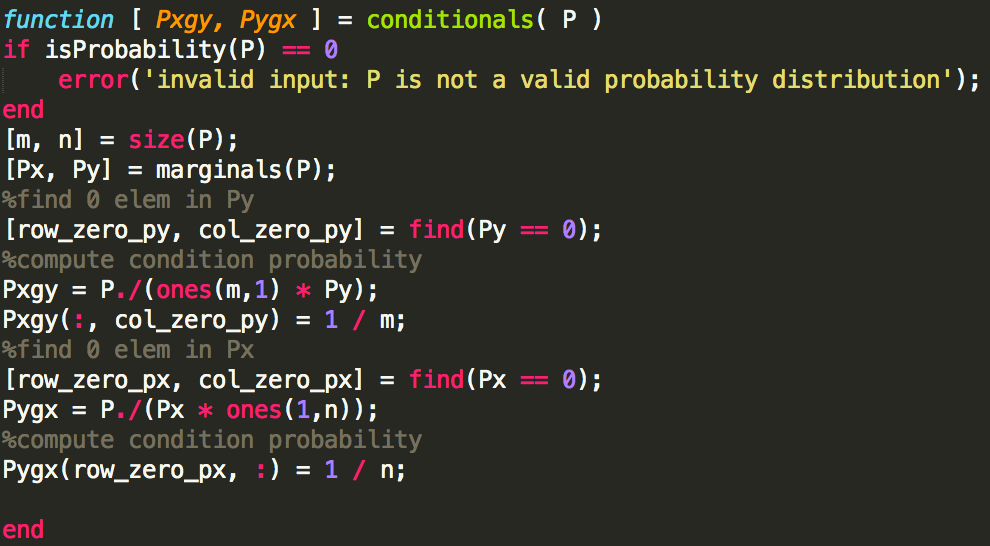 function [ Pxgy, Pygx ] = conditionals( P )
if isProbability(P) == 0
    error('invalid input: P is not a valid probability distribution');
end
[m, n] = size(P);
[Px, Py] = marginals(P);
%find 0 elem in Py
[row_zero_py, col_zero_py] = find(Py == 0);
%compute condition probability
Pxgy = P./(ones(m,1) * Py);
Pxgy(:, col_zero_py) = 1 / m;
%find 0 elem in Px
[row_zero_px, col_zero_px] = find(Px == 0);
Pygx = P./(Px * ones(1,n));
%compute condition probability
Pygx(row_zero_px, :) = 1 / n;
end